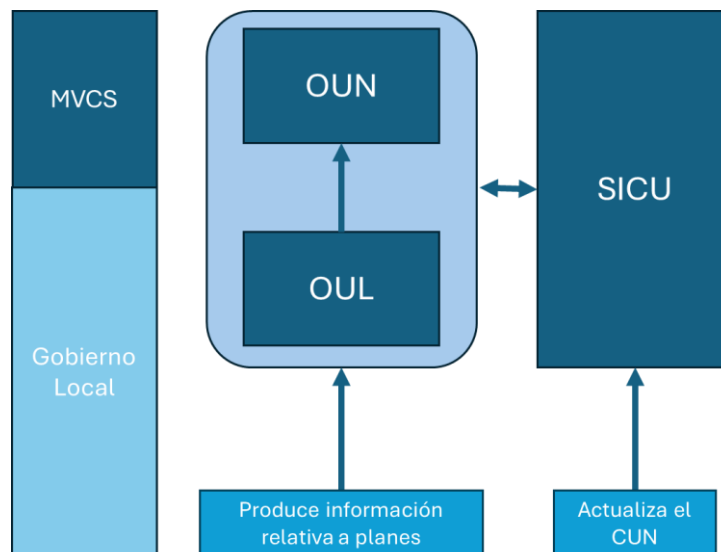 MVCS
Gobierno
Local
OUN
OUL
SICU
Produce información
relativa a planes
Actualiza el
CUN